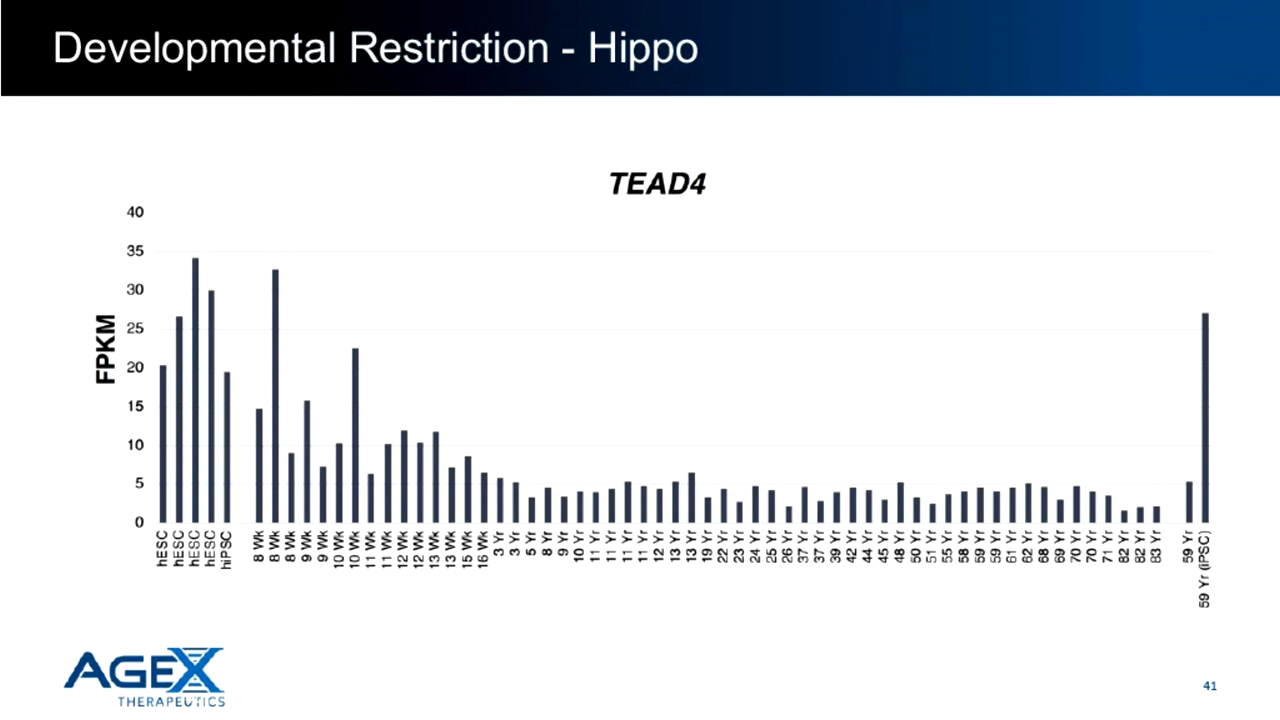 Developmental Restriction - Hippo
TEAD4
FPKM
40
35
30
25
20
15
10
5
0
hESC
hESC
hESC
hESC
hiPSC
8 Wk
8 Wk
8 Wk
9 Wk
9 Wk
10 Wk
10 Wk
11 Wk
11 Wk
12 Wk
12 Wk
13 Wk
13 Wk
15 Wk
16 Wk
3 Yr
3 Yr
5 Yr
8 Yr
9 Yr
10 Yr
11 Yr
11 Yr
11 Yr
11 Yr
12 Yr
13 Yr
13 Yr
19 Yr
22 Yr
23 Yr
24 Yr
25 Yr
26 Yr
37 Yr
37 Yr
39 Yr
42 Yr
44 Yr
45 Yr
48 Yr
50 Yr
51 Yr
55 Yr
58 Yr
59 Yr
59 Yr
61 Yr
62 Yr
68 Yr
69 Yr
70 Yr
70 Yr
71 Yr
82 Yr
82 Yr
83 Yr
59 Yr
59 Yr (iPSC)
AGEX
THERAPEUTICS
41